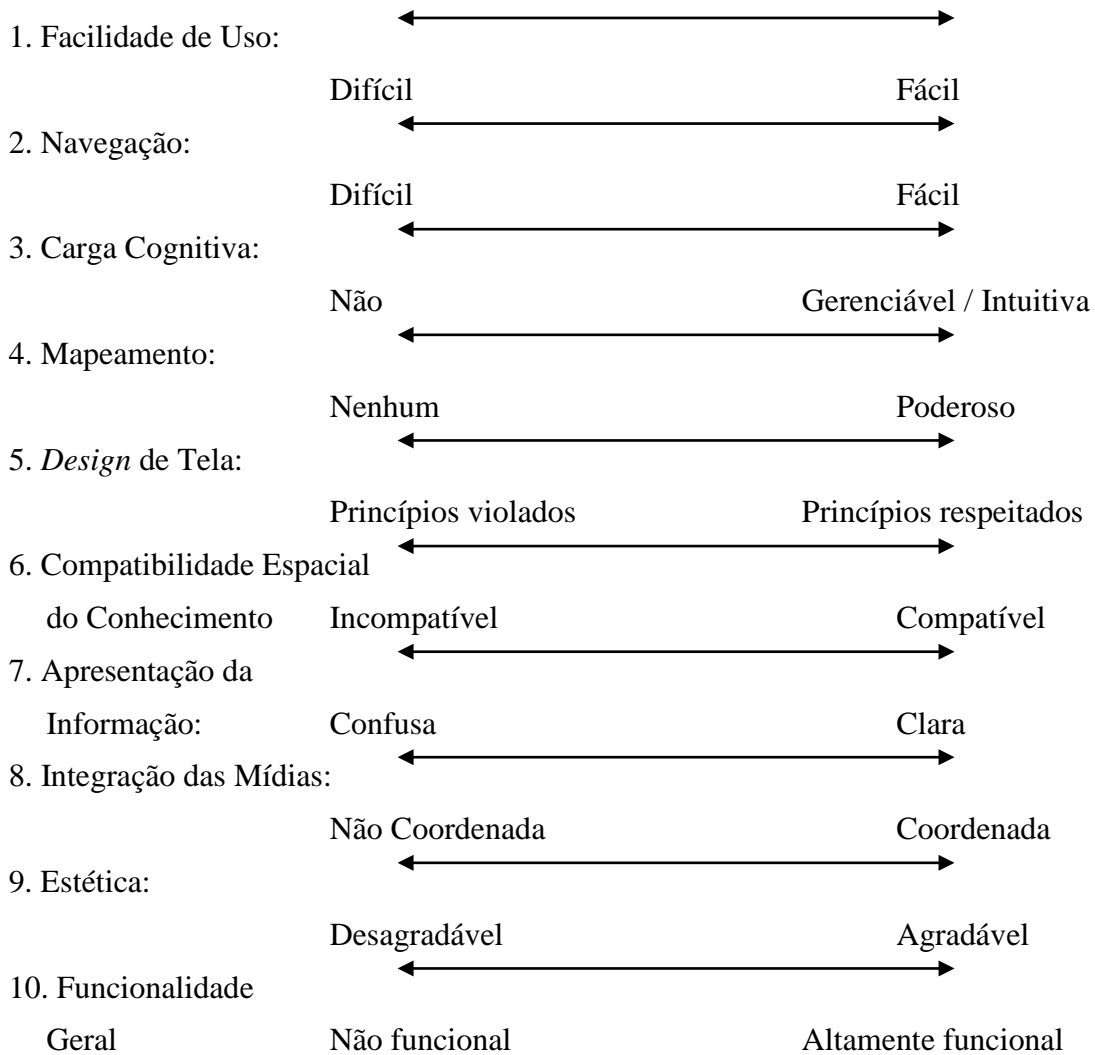 1. Facilidade de Uso:
Difícil Fácil
2. Navegação:
Difícil Fácil
3. Carga Cognitiva:
Não Gerenciável / Intuitiva
4. Mapeamento:
Nenhum Poderoso
5. Design de Tela:
Princípios violados Princípios respeitados
6. Compatibilidade Espacial
do Conhecimento Incompatível Compatível
7. Apresentação da
Informação: Confusa Clara
8. Integração das Mídias:
Não Coordenada Coordenada
9. Estética:
Desagradável Agradável
10. Funcionalidade
Geral Não funcional Altamente funcional